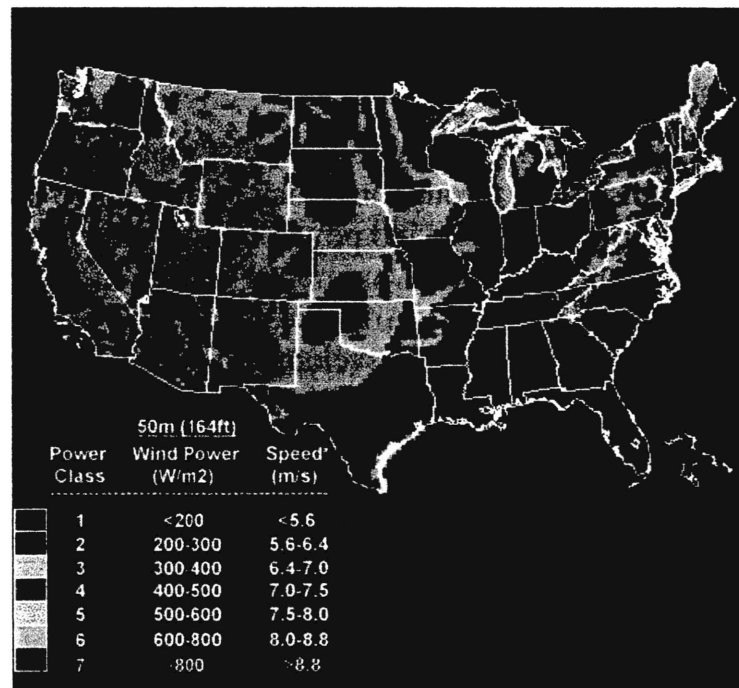 50m (164ft)
Power Wind Power Speed*
Class (W/m2) (m/s)
1 <200 <5.6
2 200-300 5.6-6.4
3 300-400 6.4-7.0
4 400-500 7.0-7.5
5 500-600 7.5-8.0
6 600-800 8.0-8.8
7 >800 >8.8